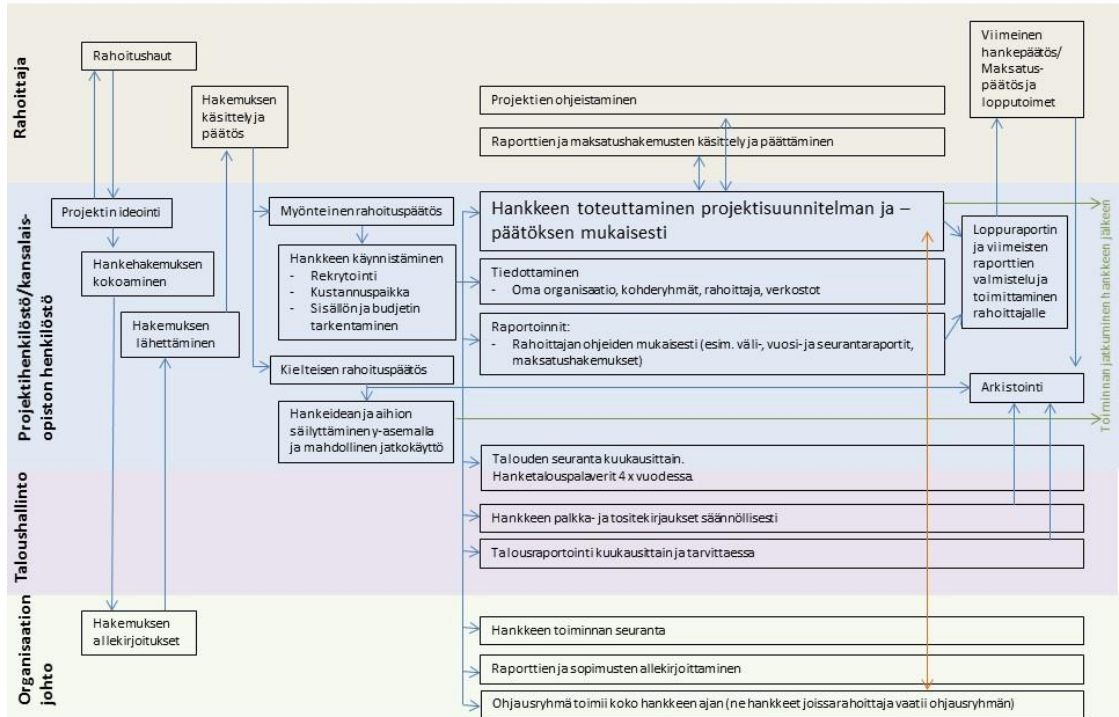 Rahoittaja
Rahoitushaut
Hakemuksen
käsittely ja
päätös
Projektien ohjeistaminen
Raporttien ja maksatushakemusten käsittely ja päättäminen
Viimeinen
hankepäätös/
Maksatus-
päätös ja
lopputoimet
Projektihenkilöstö/kansalais-
opiston henkilöstö
Projektin ideointi
Hankehakemuksen
kokoaminen
Hakemuksen
lähettäminen
Myönteinen rahoituspäätös
Hankkeen käynnistäminen
- Rekrytointi
- Kustannuspaikka
- Sisällön ja budjetin
tarkentaminen
Kielteisen rahoituspäätös
Hankeidean ja aihion
säilyttäminen y-asemalla
ja mahdollinen jatkokäyttö
Hankkeen toteuttaminen projektisuunnitelman ja –
päätöksen mukaisesti
Tiedottaminen
- Oma organisaatio, kohderyhmät, rahoittaja, verkostot
Raportoinnit:
- Rahoittajan ohjeiden mukaisesti (esim. väli-, vuosi- ja seurantaraportit,
maksatushakemukset)
Loppuraportin
ja viimeisten
raporttien
valmistelu ja
toimittaminen
rahoittajalle
Arkistointi
Toiminnan jatkuminen hankkeen jälkeen
Talouden seuranta kuukausittain.
Hanketalouspalaverit 4 x vuodessa.
Taloushallinto
Hankkeen palkka- ja tositekirjaukset säännöllisesti
Talousraportointi kuukausittain ja tarvittaessa
Organisaation
johto
Hakemuksen
allekirjoitukset
Hankkeen toiminnan seuranta
Raporttien ja sopimusten allekirjoittaminen
Ohjausryhmä toimii koko hankkeen ajan (ne hankkeet joissa rahoittaja vaatii ohjausryhmän)